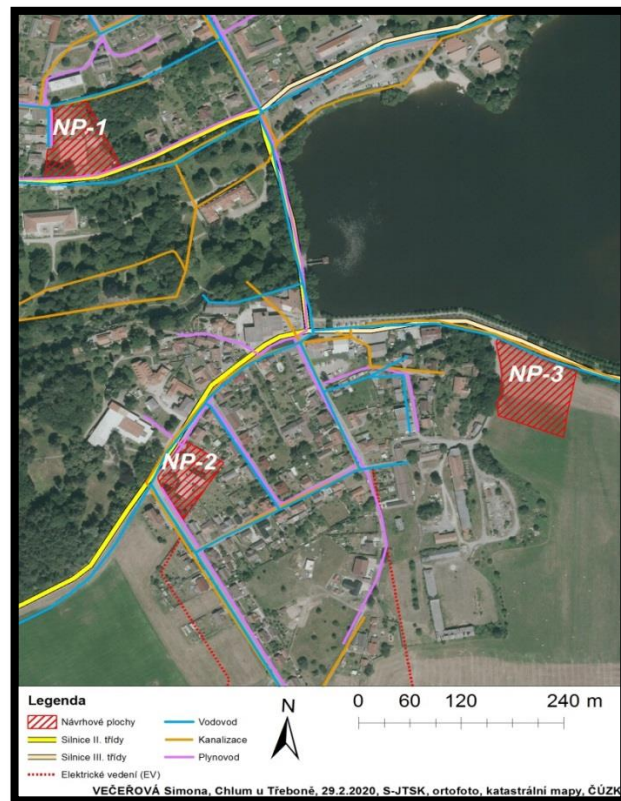 NP-1
NP-3
NP-2
Legenda
Návrhové plochy
Silnice II. třídy
Silnice III. třídy
Elektrické vedení (EV)
Vodovod
Kanalizace
Plynovod
N
0 60 120 240 m
VEČEŘOVÁ Simona, Chlum u Třeboně, 29.2.2020, S-JTSK, ortofoto, katastrální mapy, ČÚZK